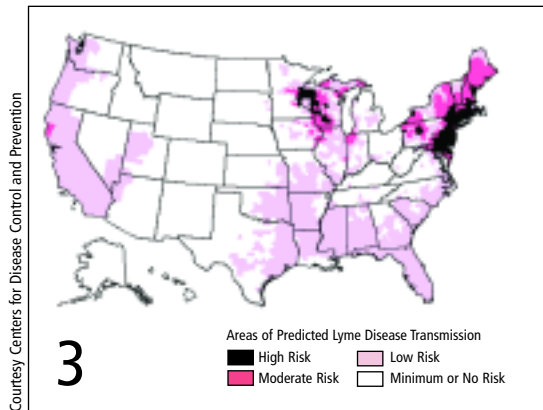 Courtesy Centers for Disease Control and Prevention
3
Areas of Predicted Lyme Disease Transmission
High Risk
Low Risk
Moderate Risk
Minimum or No Risk